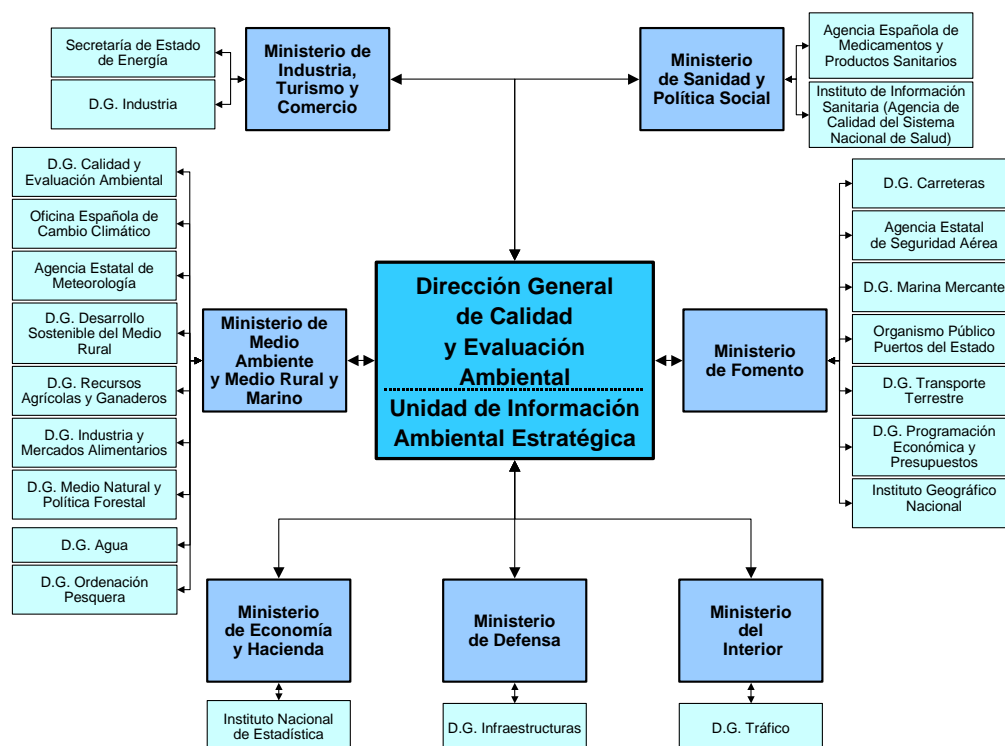 Secretaría de Estado
de Energía
D.G. Industria
Ministerio de
Industria,
Turismo y
Comercio
Ministerio
de Sanidad y
Política Social
Agencia Española de
Medicamentos y
Productos Sanitarios
Instituto de Información
Sanitaria (Agencia de
Calidad del Sistema
Nacional de Salud)
D.G. Calidad y
Evaluación Ambiental
Oficina Española de
Cambio Climático
Agencia Estatal de
Meteorología
D.G. Desarrollo
Sostenible del Medio
Rural
D.G. Recursos
Agrícolas y Ganaderos
D.G. Industria y
Mercados Alimentarios
D.G. Medio Natural y
Política Forestal
D.G. Agua
D.G. Ordenación
Pesquera
Ministerio de
Medio
Ambiente
y Medio Rural y
Marino
Dirección General
de Calidad
y Evaluación
Ambiental
Unidad de Información
Ambiental Estratégica
Ministerio
de Fomento
D.G. Carreteras
Agencia Estatal
de Seguridad Aérea
D.G. Marina Mercante
Organismo Público
Puertos del Estado
D.G. Transporte
Terrestre
D.G. Programación
Económica y
Presupuestos
Instituto Geográfico
Nacional
Ministerio
de Economía
y Hacienda
Ministerio
de Defensa
Ministerio
del
Interior
Instituto Nacional
de Estadística
D.G. Infraestructuras
D.G. Tráfico